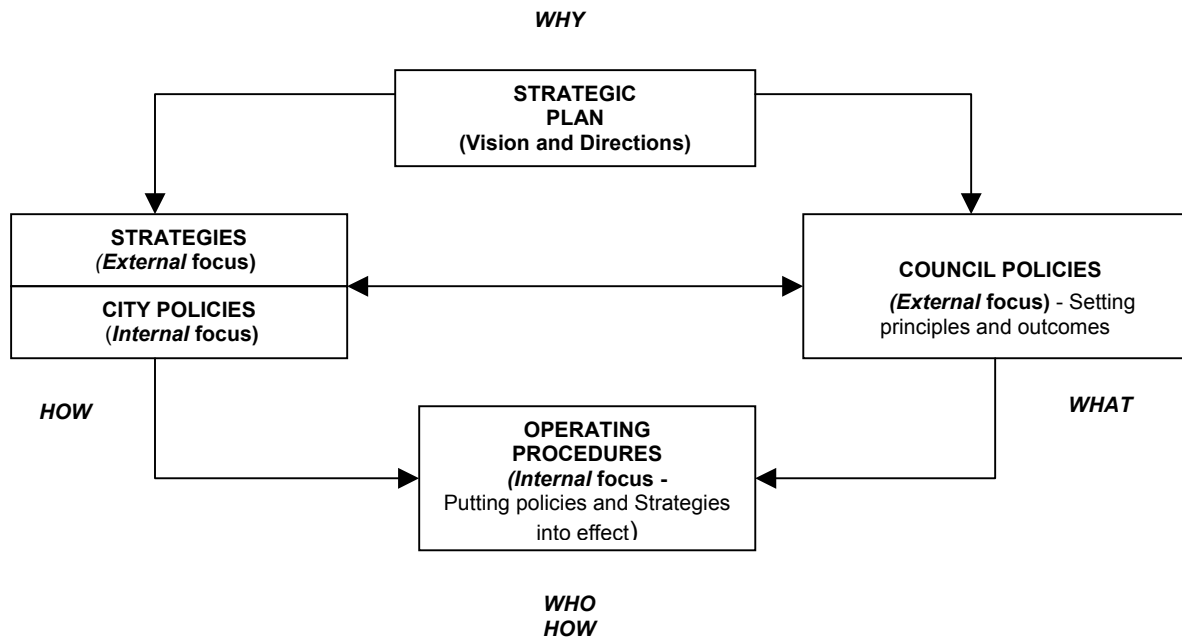 WHY
STRATEGIC
PLAN
(Vision and Directions)
STRATEGIES
(External focus)
CITY POLICIES
(Internal focus)
COUNCIL POLICIES
(External focus) - Setting
principles and outcomes
HOW
WHAT
OPERATING
PROCEDURES
(Internal focus -
Putting policies and Strategies
into effect)
WHO
HOW